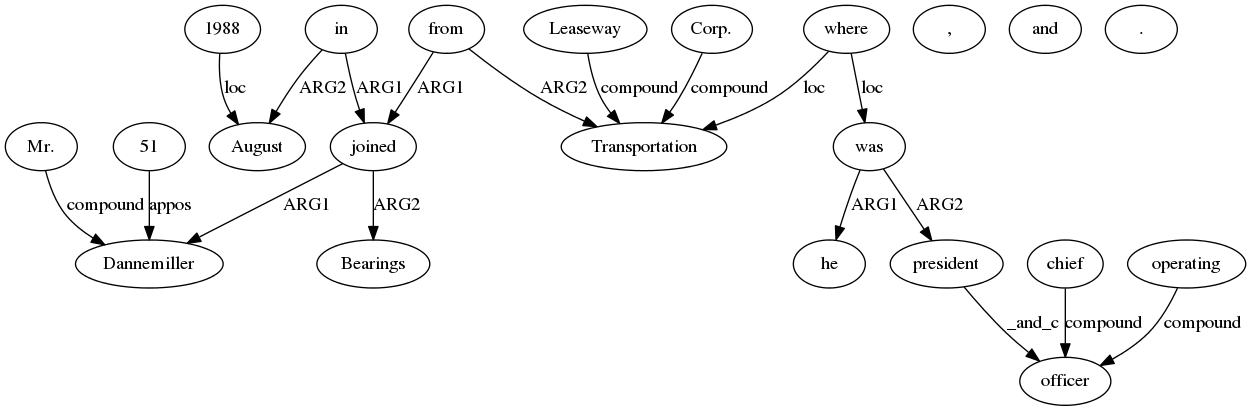 1988 in from Leaseway Corp. where , and .
loc ARG2 ARG1 ARG1 ARG2 compound compound loc loc
Mr. 51 August joined Transportation was
compound appos ARG1 ARG2 ARG1 ARG2
Dannemiller Bearings he president chief operating
_and_c compound compound
officer